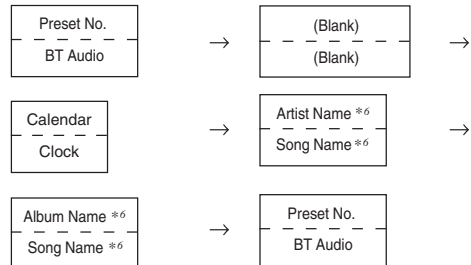 Preset No. → (Blank) →
BT Audio (Blank)
Calendar → Artist Name *6 →
Clock Song Name *6
Album Name *6 → Preset No.
Song Name *6 BT Audio